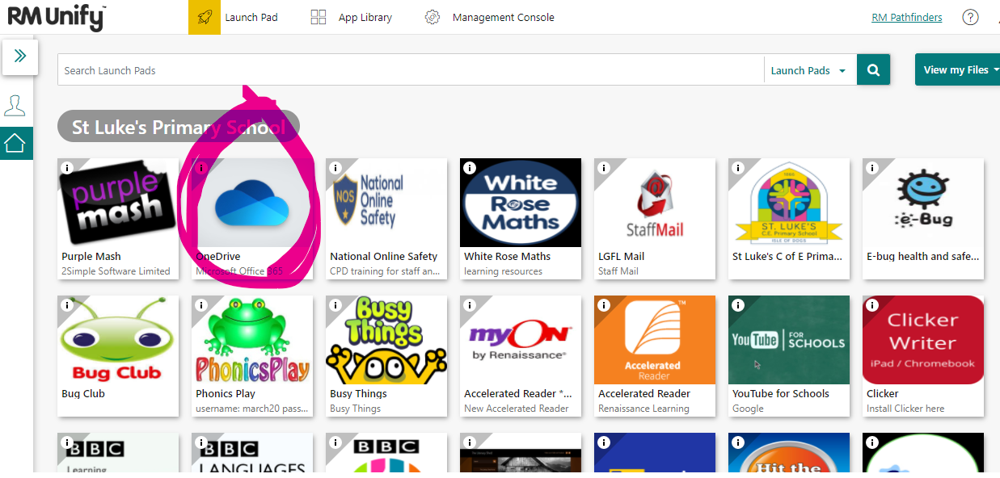 RM Unify™
Launch Pad
App Library
Management Console
RM Pathfinders
?
Search Launch Pads
Launch Pads
View my Files
St Luke's Primary School
purple mash
Purple Mash
2Simple Software Limited
OneDrive
Microsoft Office 365
NOS
National
Online
Safety
National Online Safety
CPD training for staff an...
White
Rose
Maths
White Rose Maths
learning resources
@
StaffMail
LGFL Mail
Staff Mail
ST. LUKE'S
C.E. Primary School
ISLE OF DOGS
St Luke's C of E Prima...
:e-Bug
E-bug health and safe...
Bug Club
Bug Club
PhonicsPlay
Phonics Play
username: march20 pass...
Busy
Things
Busy Things
Busy Things
myON
by Renaissance®
Accelerated Reader *...
New Accelerated Reader
™
Accelerated
Reader
Accelerated Reader
Renaissance Learning
YouTube FOR SCHOOLS
YouTube for Schools
Google
Clicker
Writer
iPad / Chromebook
Clicker
Install Clicker here
BBC
Learning
BBC
LANGUAGES
BBC
Hit the